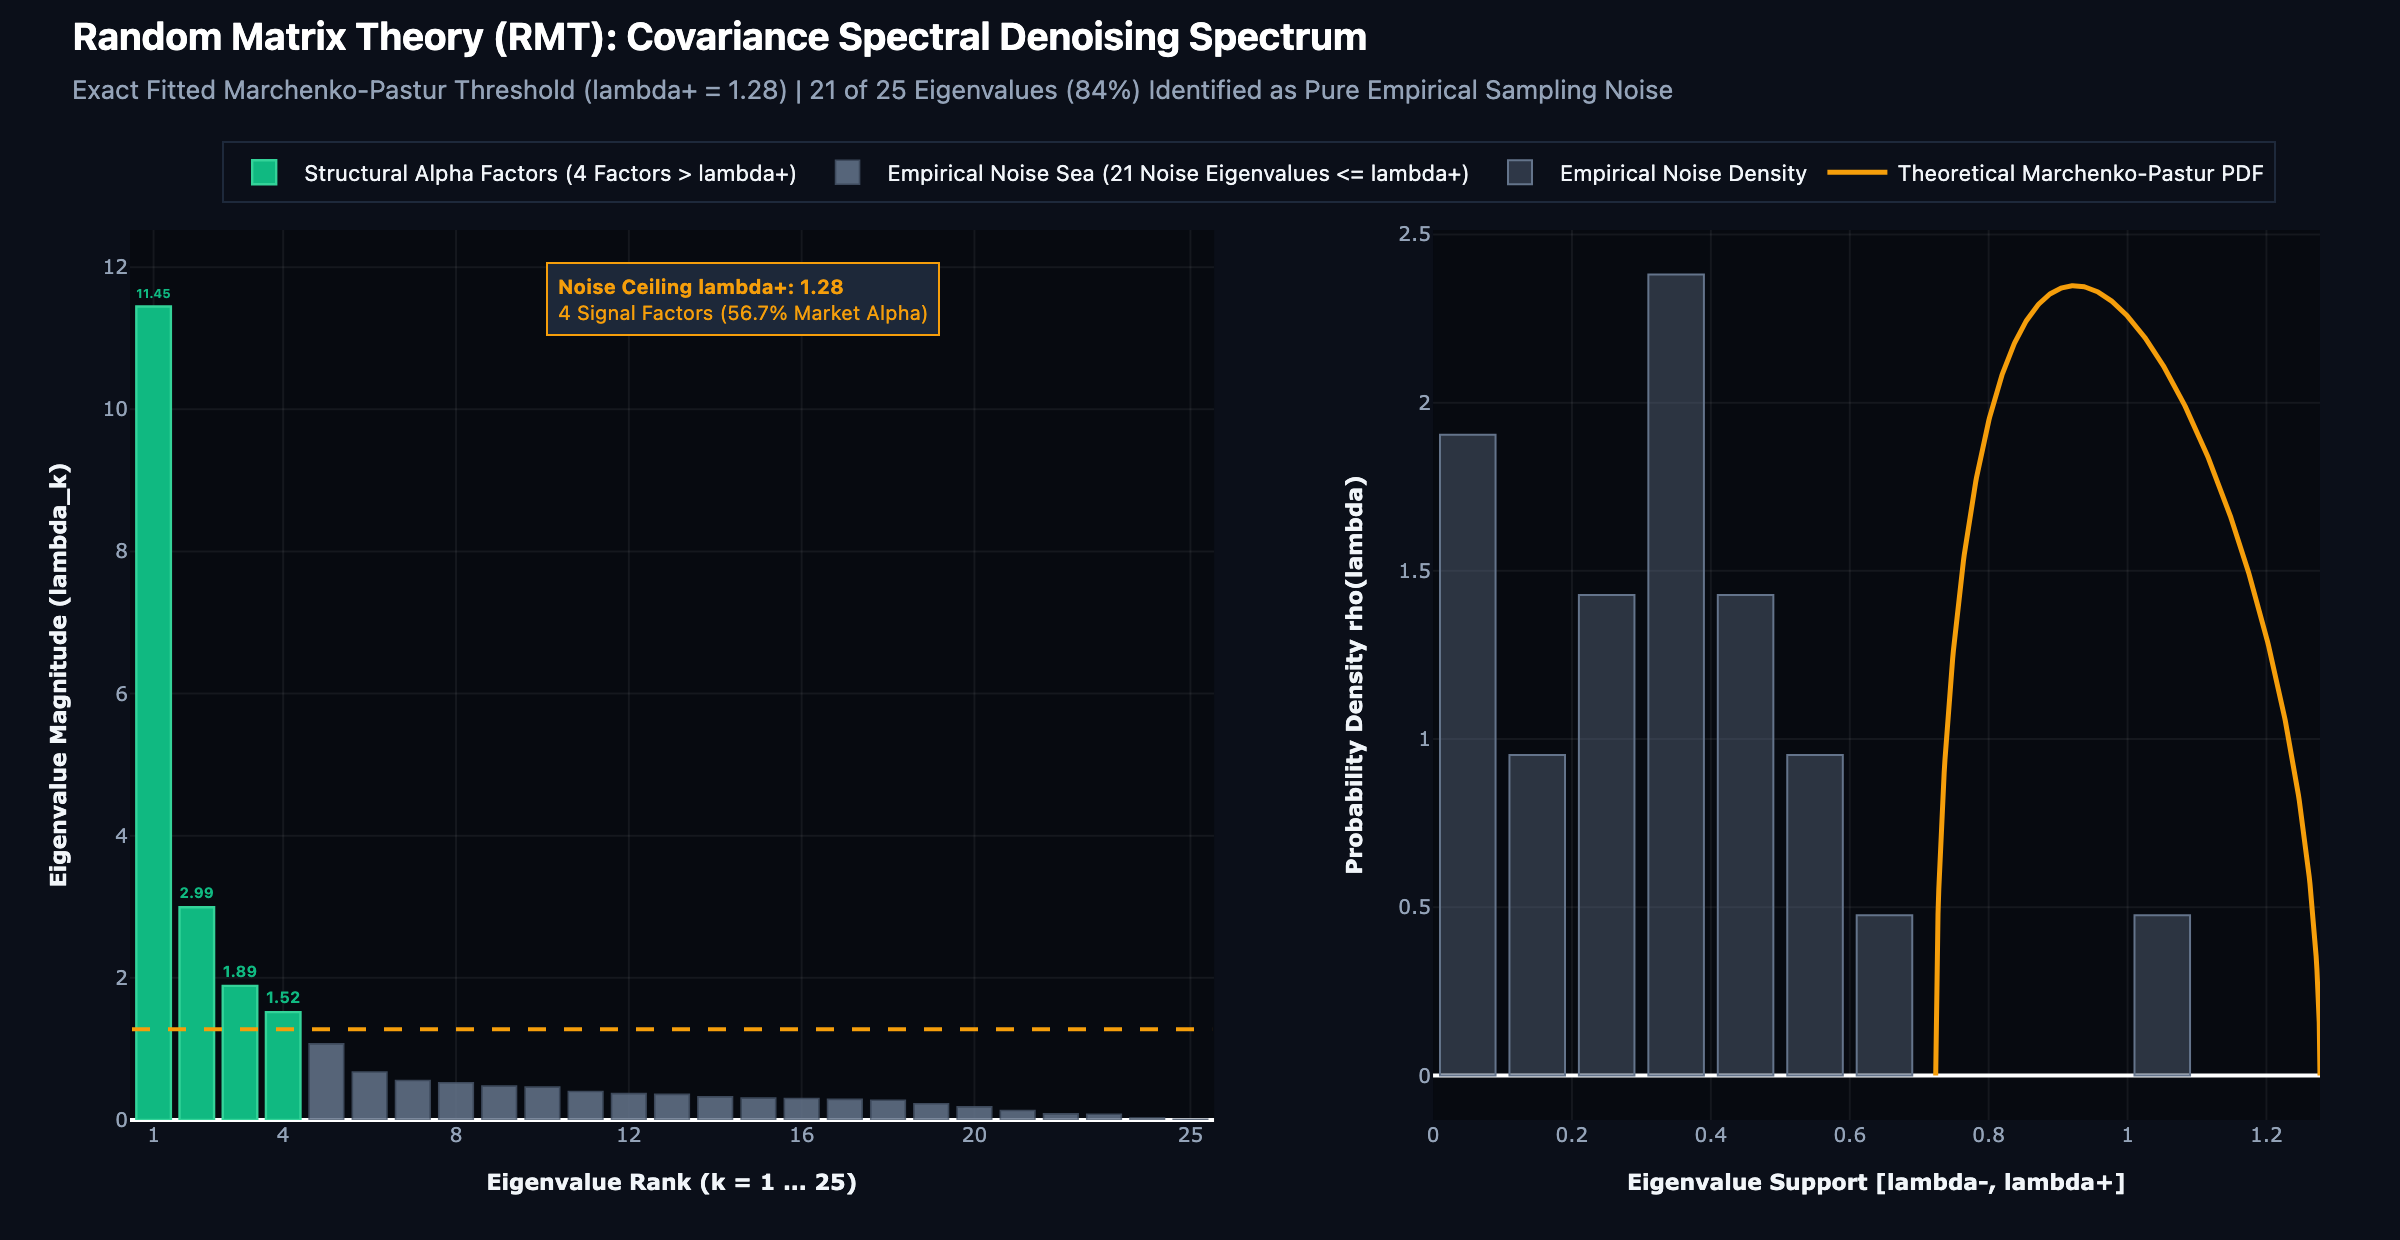 Random Matrix Theory (RMT): Covariance Spectral Denoising Spectrum
Exact Fitted Marchenko-Pastur Threshold (lambda+ = 1.28) | 21 of 25 Eigenvalues (84%) Identified as Pure Empirical Sampling Noise
Structural Alpha Factors (4 Factors > lambda+)
Empirical Noise Sea (21 Noise Eigenvalues <= lambda+)
Empirical Noise Density
Theoretical Marchenko-Pastur PDF
Eigenvalue Magnitude (lambda_k)
12
10
8
6
4
2
0
11.45
2.99
1.89
1.52
Noise Ceiling lambda+: 1.28
4 Signal Factors (56.7% Market Alpha)
1
4
8
12
16
20
25
Eigenvalue Rank (k = 1 ... 25)
Probability Density rho(lambda)
2.5
2
1.5
1
0.5
0
0
0.2
0.4
0.6
0.8
1
1.2
Eigenvalue Support [lambda-, lambda+]